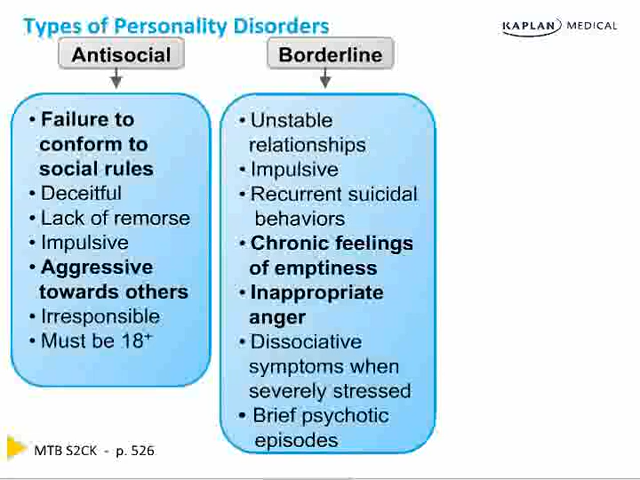 Types of Personality Disorders
KAPLAN MEDICAL
Antisocial
• Failure to
conform to
social rules
• Deceitful
• Lack of remorse
• Impulsive
• Aggressive
towards others
• Irresponsible
• Must be 18+
Borderline
• Unstable
relationships
• Impulsive
• Recurrent suicidal
behaviors
• Chronic feelings
of emptiness
• Inappropriate
anger
• Dissociative
symptoms when
severely stressed
• Brief psychotic
episodes
MTB S2CK - p. 526